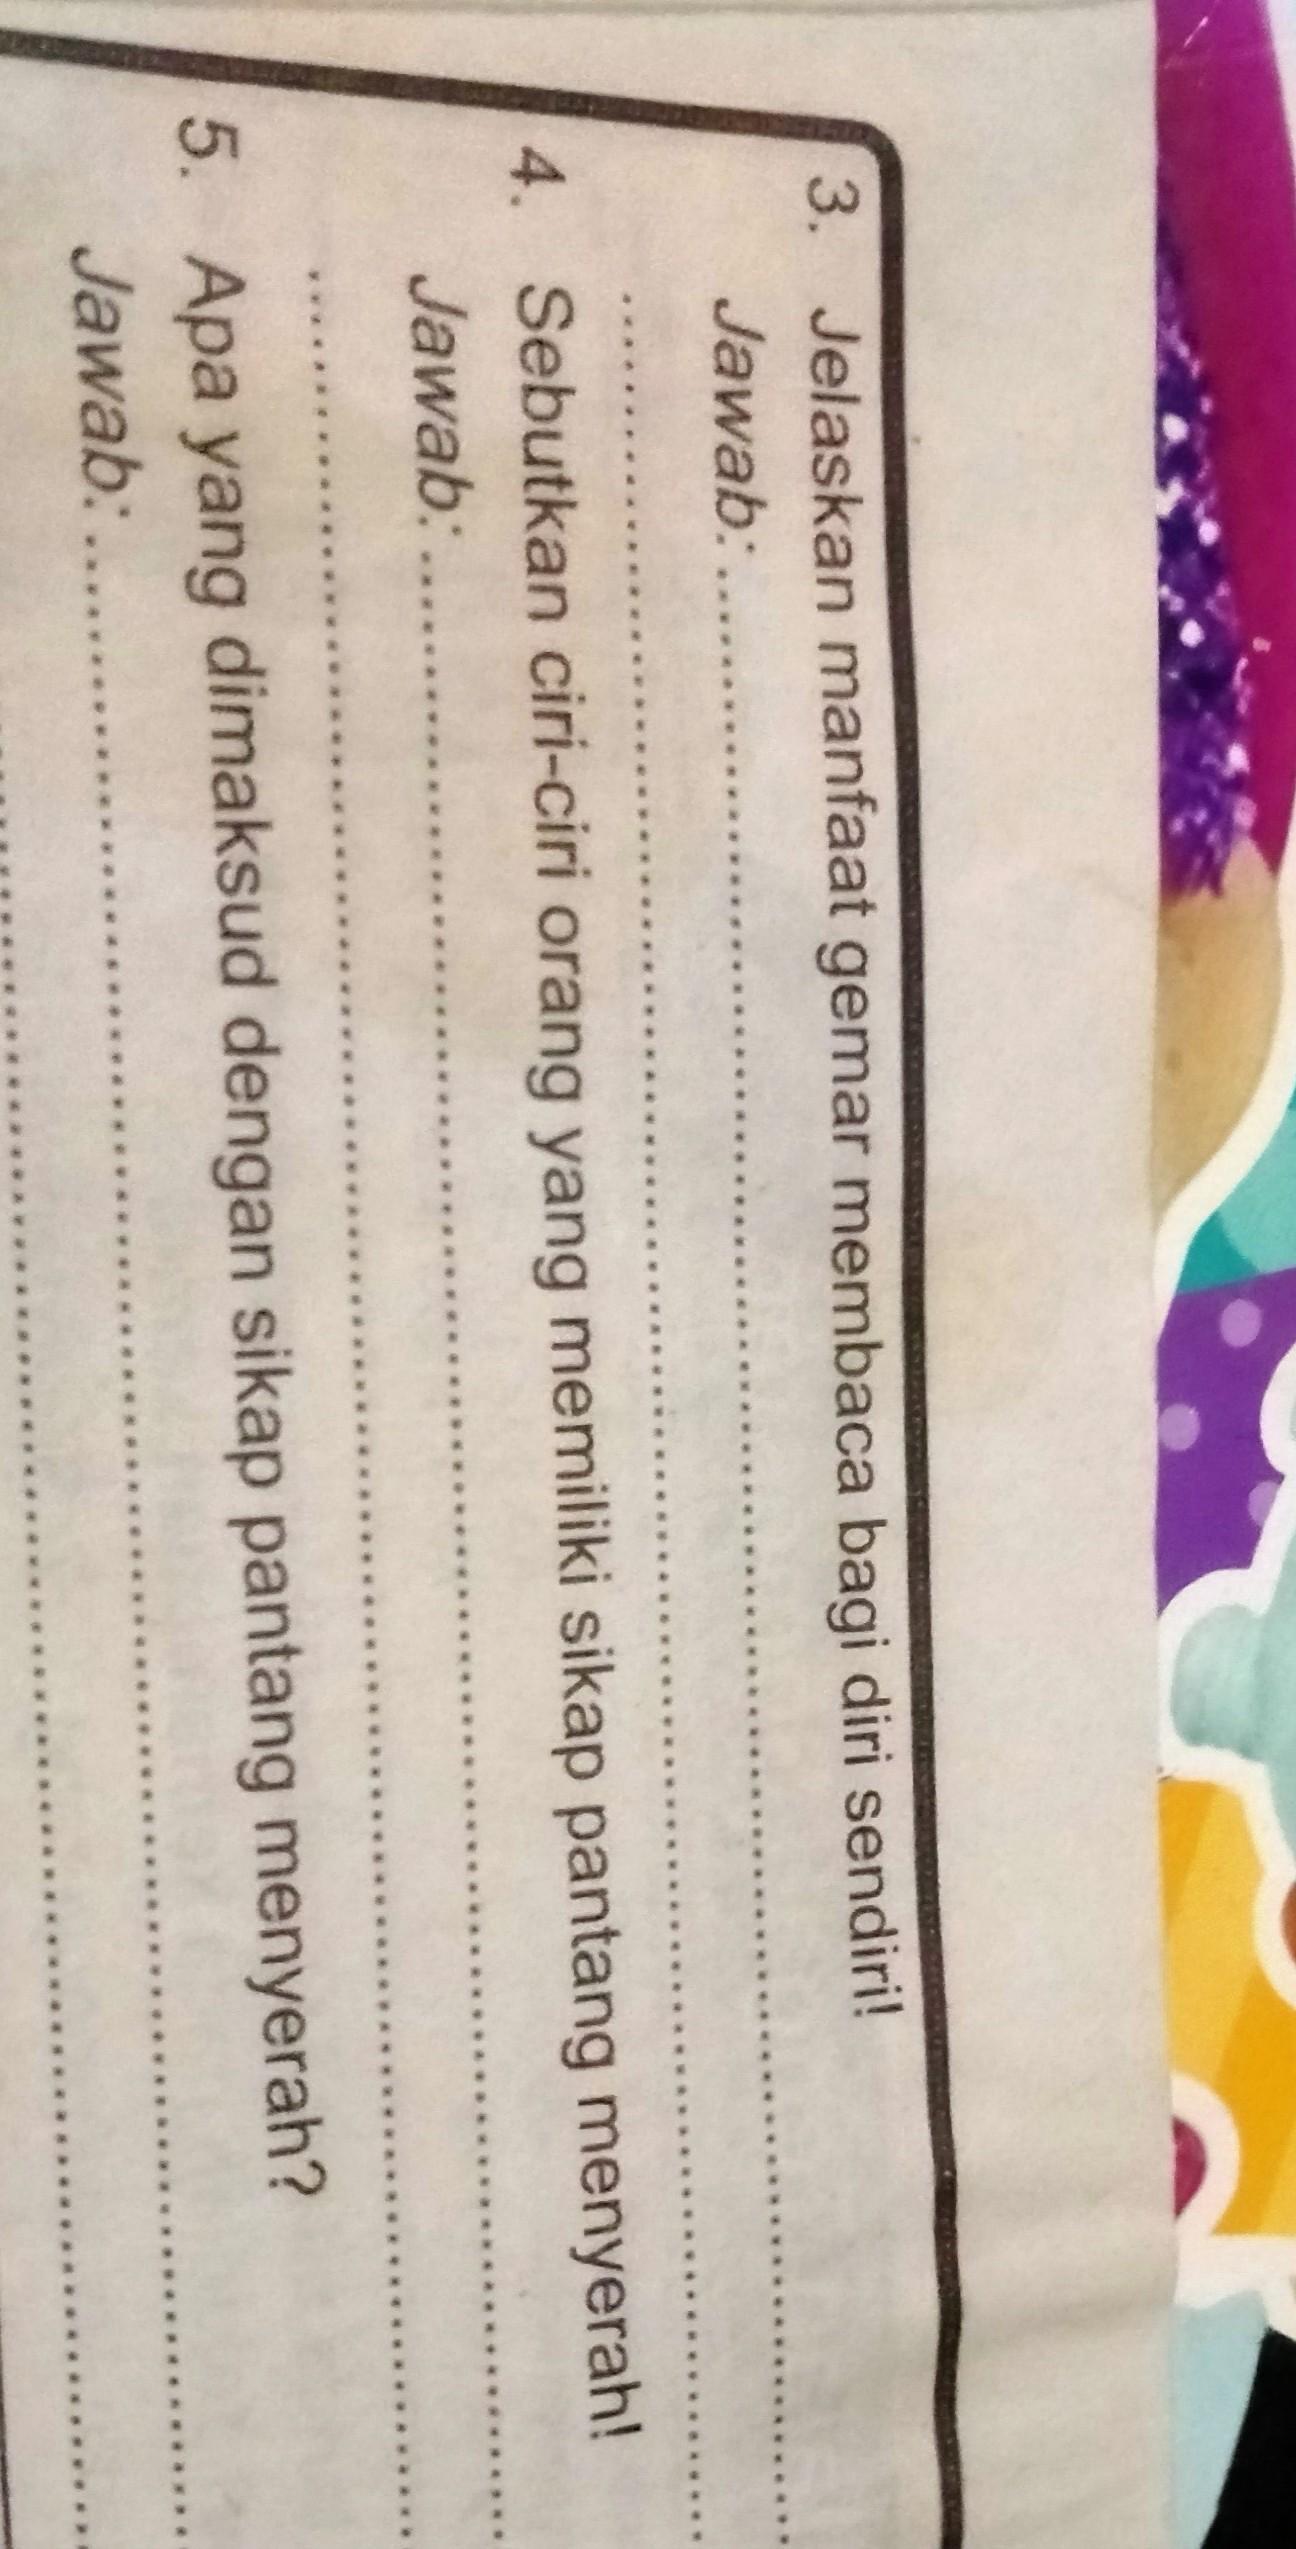 3. Jelaskan manfaat gemar membaca bagi diri sendiri!
Jawab: ........................................................................................
........................................................................................................
4. Sebutkan ciri-ciri orang yang memiliki sikap pantang menyerah!
Jawab: ........................................................................................
........................................................................................................
5. Apa yang dimaksud dengan sikap pantang menyerah?
Jawab: ........................................................................................
........................................................................................................